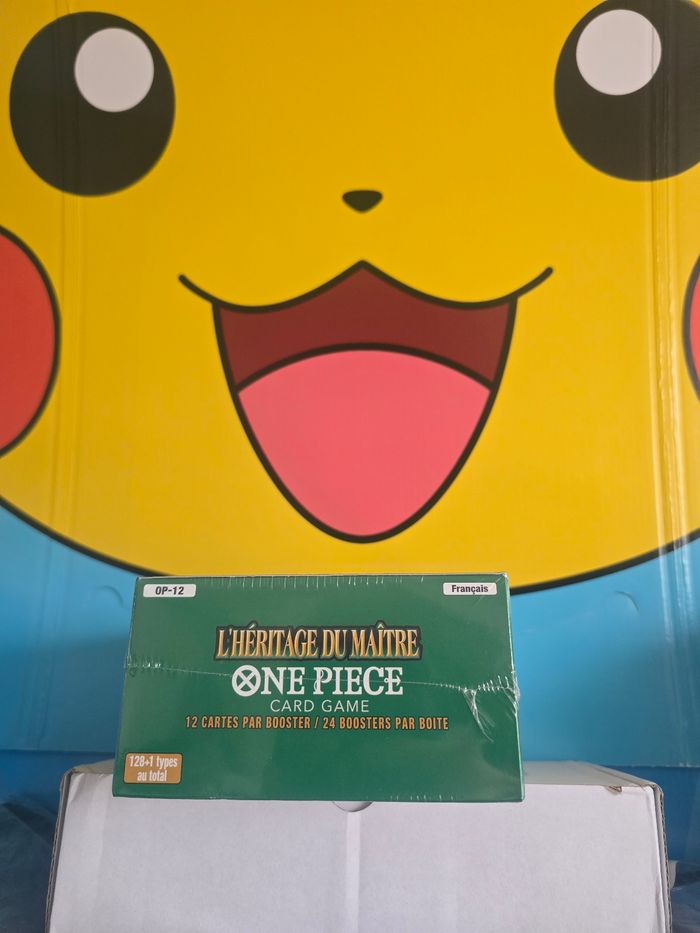 OP-12
Français
L'HÉRITAGE DU MAÎTRE
ONE PIECE
CARD GAME
12 CARTES PAR BOOSTER / 24 BOOSTERS PAR BOITE
128+1 types
au total